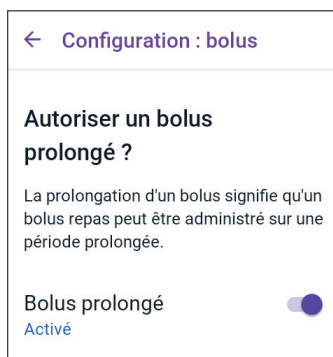 Configuration : bolus
Autoriser un bolus
prolongé ?
La prolongation d'un bolus signifie qu'un
bolus repas peut être administré sur une
période prolongée.
Bolus prolongé
Activé